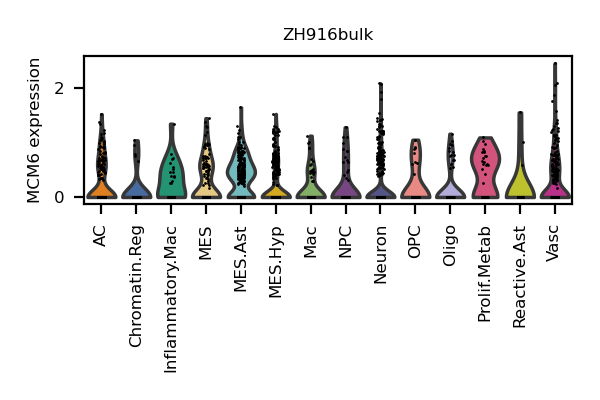 ZH916bulk
MCM6 expression
2
0
AC
Chromatin.Reg
Inflammatory.Mac
MES
MES.Ast
MES.Hyp
Mac
NPC
Neuron
OPC
Oligo
Prolif.Metab
Reactive.Ast
Vasc